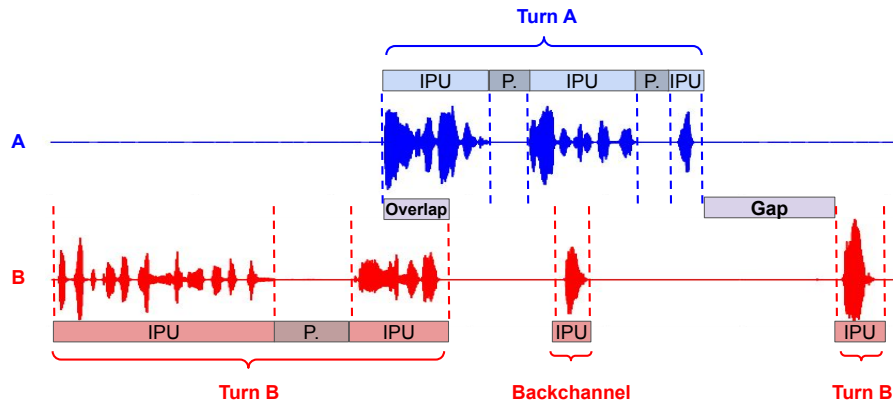 Turn A
IPU P. IPU P. IPU
A
Overlap Gap
B
IPU P. IPU IPU IPU
Turn B Backchannel Turn B